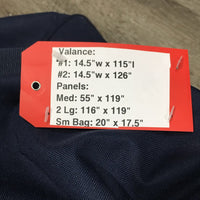 Valance:
#1: 14.5"w x 115"l
#2: 14.5"w x 126"
Panels:
Med: 55" x 119"
2 Lg: 116" x 119"
Sm Bag: 20" x 17.5"